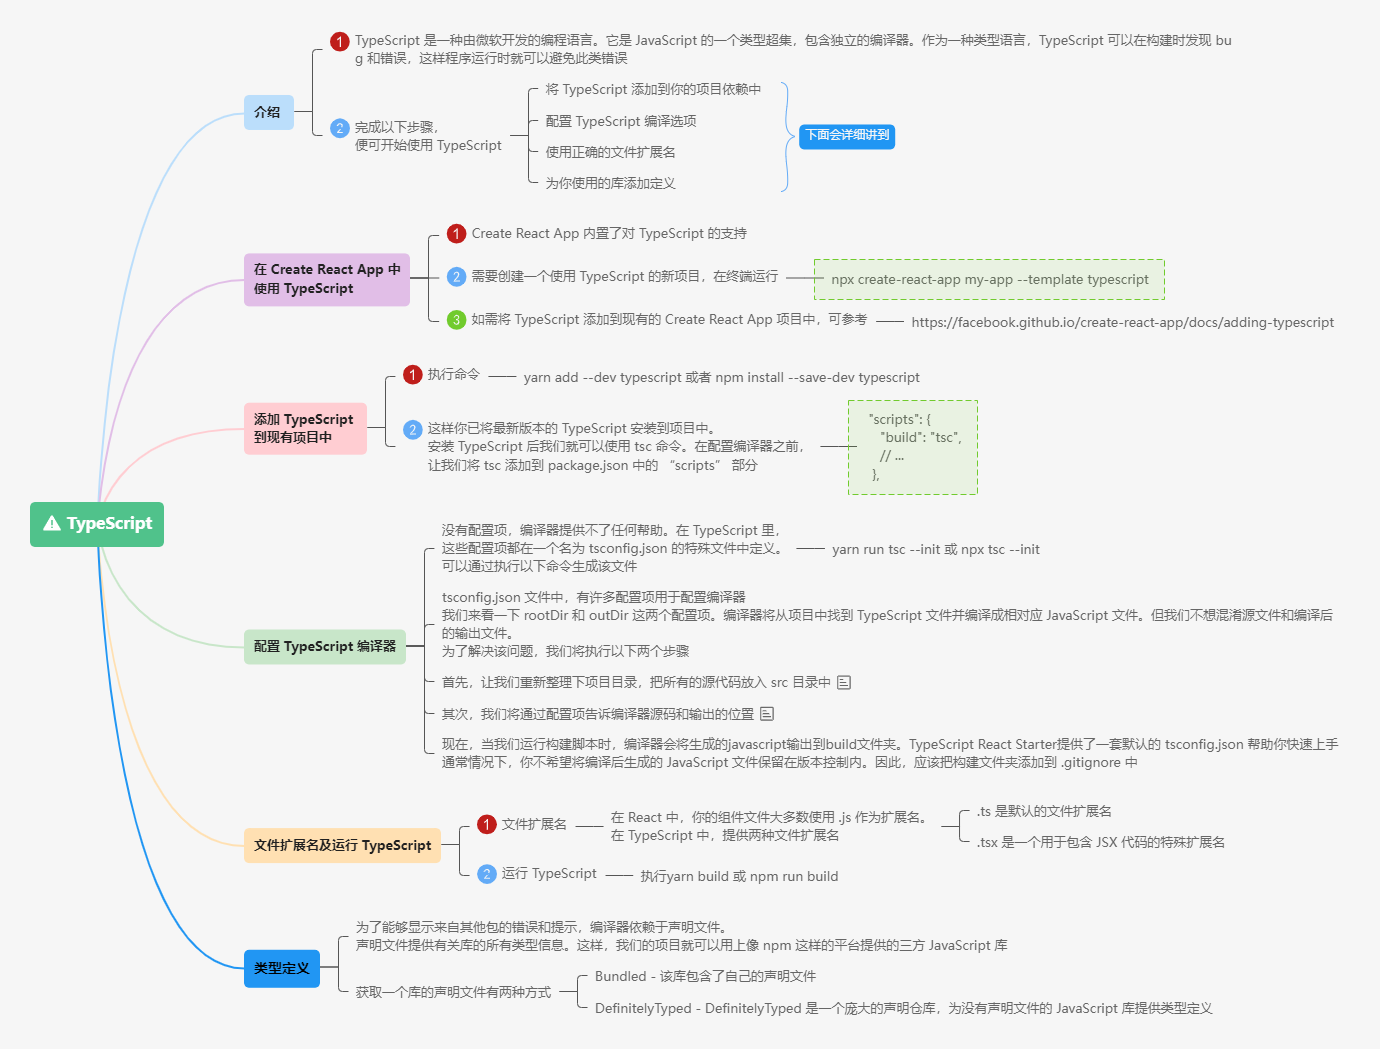 TypeScript
介绍
1
TypeScript 是一种由微软开发的编程语言。它是 JavaScript 的一个类型超集，包含独立的编译器。作为一种类型语言，TypeScript 可以在构建时发现 bu
g 和错误，这样程序运行时就可以避免此类错误
2
完成以下步骤，
便可开始使用 TypeScript
将 TypeScript 添加到你的项目依赖中
配置 TypeScript 编译选项
使用正确的文件扩展名
为你使用的库添加定义
下面会详细讲到
在 Create React App 中
使用 TypeScript
1
Create React App 内置了对 TypeScript 的支持
2
需要创建一个使用 TypeScript 的新项目，在终端运行
npx create-react-app my-app --template typescript
3
如需将 TypeScript 添加到现有的 Create React App 项目中，可参考
https://facebook.github.io/create-react-app/docs/adding-typescript
添加 TypeScript
到现有项目中
1
执行命令
yarn add --dev typescript 或者 npm install --save-dev typescript
2
这样你已将最新版本的 TypeScript 安装到项目中。
安装 TypeScript 后我们就可以使用 tsc 命令。在配置编译器之前，
让我们将 tsc 添加到 package.json 中的 “scripts” 部分
"scripts": {
"build": "tsc",
// ...
},
配置 TypeScript 编译器
没有配置项，编译器提供不了任何帮助。在 TypeScript 里，
这些配置项都在一个名为 tsconfig.json 的特殊文件中定义。
可以通过执行以下命令生成该文件
yarn run tsc --init 或 npx tsc --init
tsconfig.json 文件中，有许多配置项用于配置编译器
我们来看一下 rootDir 和 outDir 这两个配置项。编译器将从项目中找到 TypeScript 文件并编译成相对应 JavaScript 文件。但我们不想混淆源文件和编译后
的输出文件。
为了解决该问题，我们将执行以下两个步骤
首先，让我们重新整理下项目目录，把所有的源代码放入 src 目录中
其次，我们将通过配置项告诉编译器源码和输出的位置
现在，当我们运行构建脚本时，编译器会将生成的javascript输出到build文件夹。TypeScript React Starter提供了一套默认的 tsconfig.json 帮助你快速上手
通常情况下，你不希望将编译后生成的 JavaScript 文件保留在版本控制内。因此，应该把构建文件夹添加到 .gitignore 中
文件扩展名及运行 TypeScript
1
文件扩展名
在 React 中，你的组件文件大多数使用 .js 作为扩展名。
在 TypeScript 中，提供两种文件扩展名
.ts 是默认的文件扩展名
.tsx 是一个用于包含 JSX 代码的特殊扩展名
2
运行 TypeScript
执行yarn build 或 npm run build
类型定义
为了能够显示来自其他包的错误和提示，编译器依赖于声明文件。
声明文件提供有关库的所有类型信息。这样，我们的项目就可以用上像 npm 这样的平台提供的三方 JavaScript 库
获取一个库的声明文件有两种方式
Bundled - 该库包含了自己的声明文件
DefinitelyTyped - DefinitelyTyped 是一个庞大的声明仓库，为没有声明文件的 JavaScript 库提供类型定义